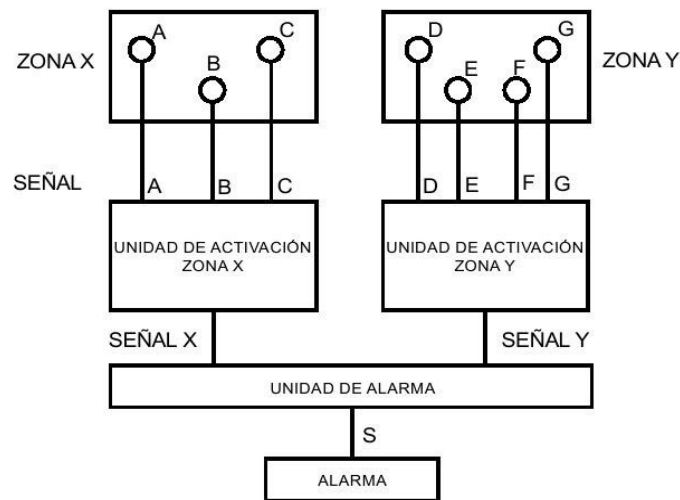 ZONA X
A
B
C
D
E
F
G
ZONA Y
SEÑAL
A
B
C
D
E
F
G
UNIDAD DE ACTIVACIÓN
ZONA X
UNIDAD DE ACTIVACIÓN
ZONA Y
SEÑAL X
SEÑAL Y
UNIDAD DE ALARMA
S
ALARMA